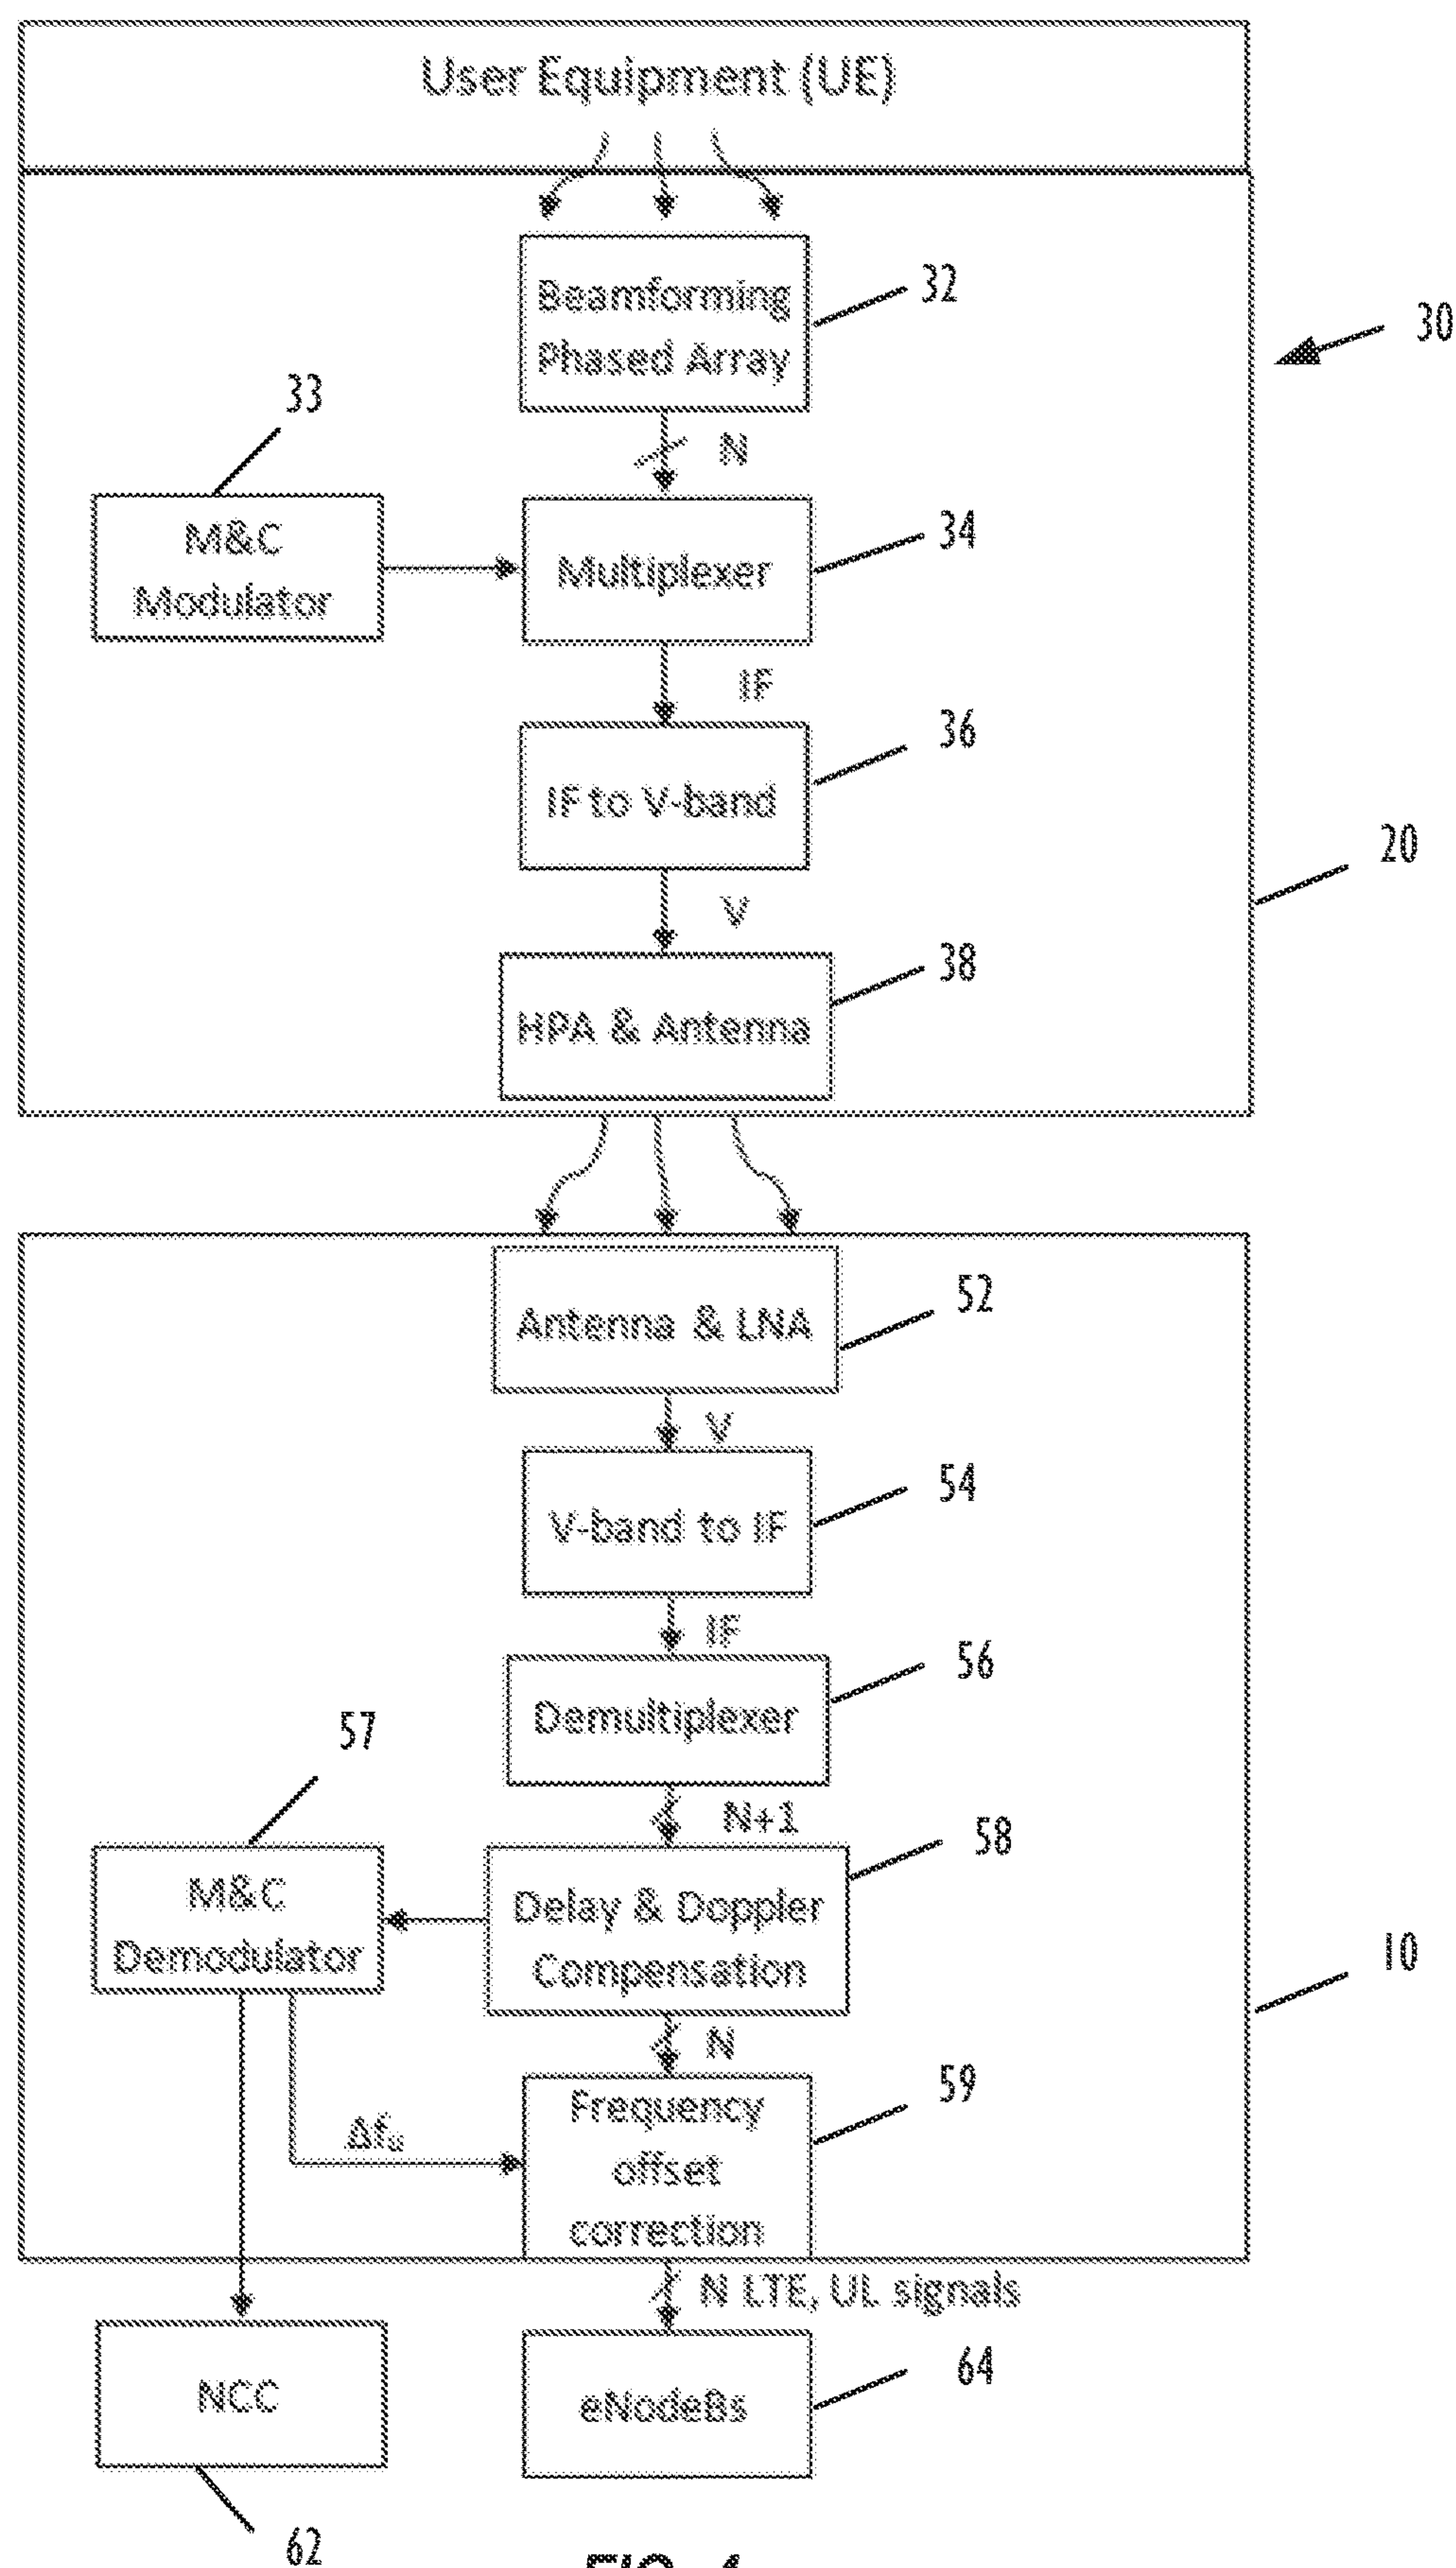 User Equipment (UE)
Beamforming
Phased Array
32
30
33
N
M&C
Modulator
Multiplexer
34
IF
IF to V-band
36
20
V
HPA & Antenna
38
Antenna & LNA
52
V
V-band to IF
54
IF
Demultiplexer
56
57
N+1
M&C
Demodulator
Delay & Doppler
Compensation
58
10
N
Δfᵤ
Frequency
offset
correction
59
N LTE, UL signals
NCC
eNodeBs
64
62